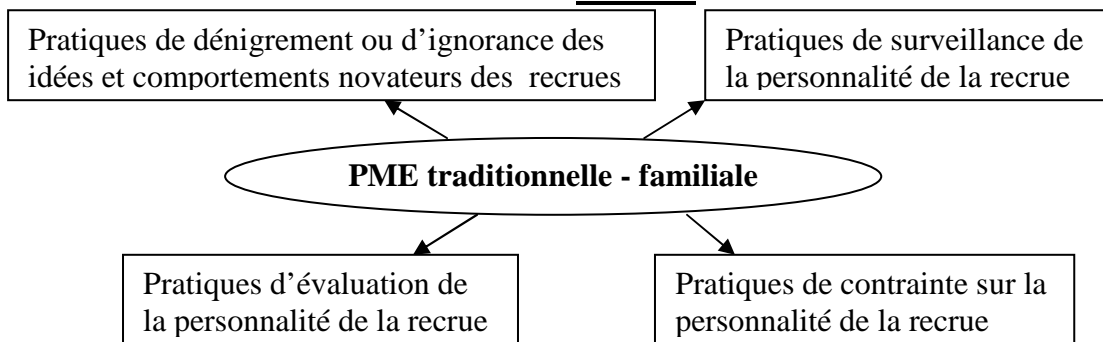 Pratiques de dénigrement ou d’ignorance des
idées et comportements novateurs des recrues
Pratiques de surveillance de
la personnalité de la recrue
PME traditionnelle - familiale
Pratiques d’évaluation de
la personnalité de la recrue
Pratiques de contrainte sur la
personnalité de la recrue